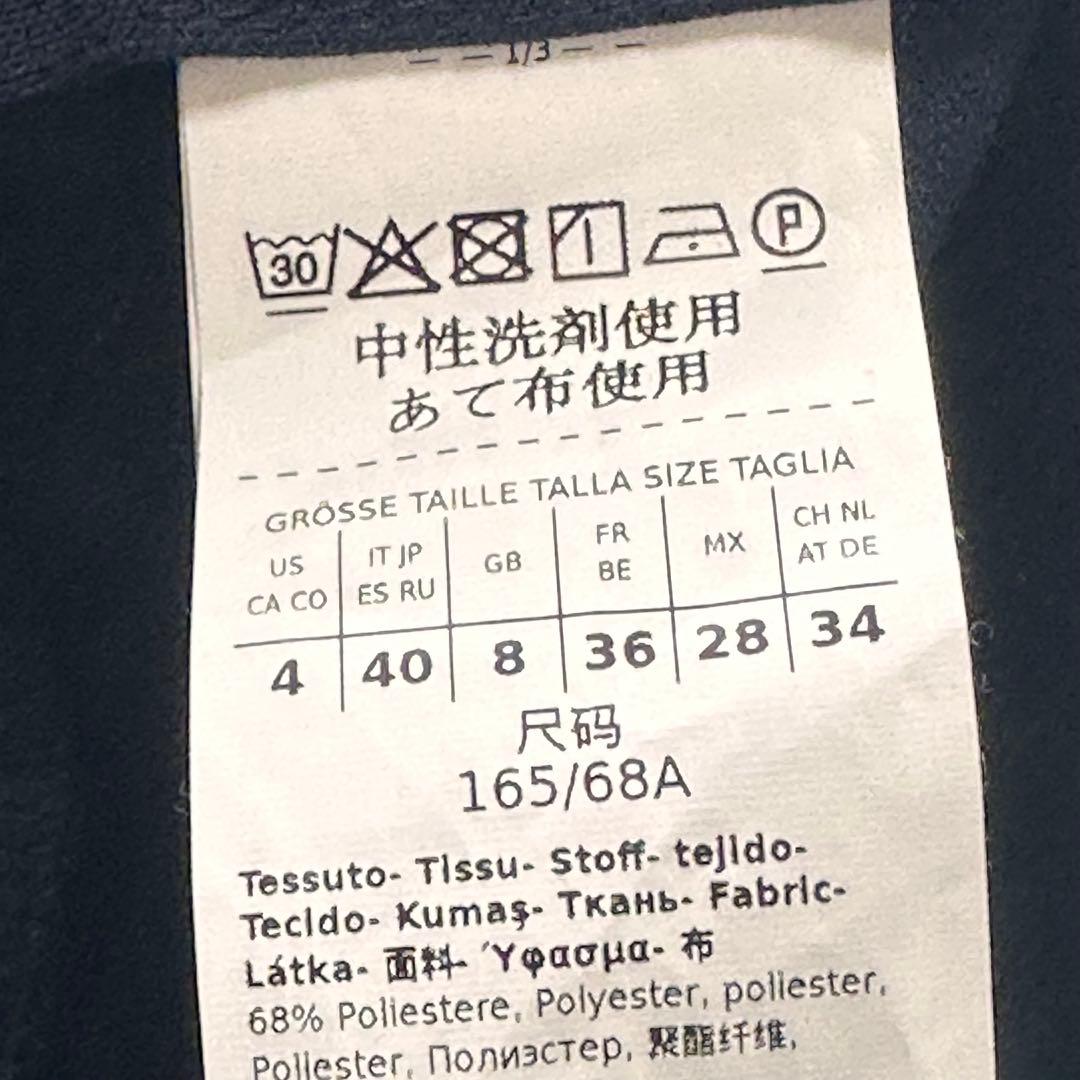 — — 1/3 — —
30 P
中性洗剤使用
あて布使用
GRÖSSE TAILLE TALLA SIZE TAGLIA
US CA CO
IT JP ES RU
GB
FR BE
MX
CH NL AT DE
4 40 8 36 28 34
尺码
165/68A
Tessuto- Tissu- Stoff- tejido-
Tecido- Kumaş- Ткань- Fabric-
Látka- 面料- Ύφασμα- 布
68% Poliestere, Polyester, poliester,
Poliester, Полиэстер, 聚酯纤维,